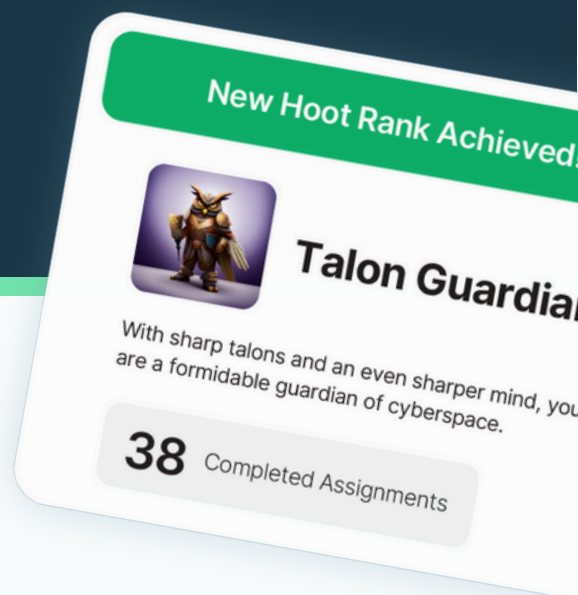 New Hoot Rank Achieved!
Talon Guardian
With sharp talons and an even sharper mind, you
are a formidable guardian of cyberspace.
38 Completed Assignments